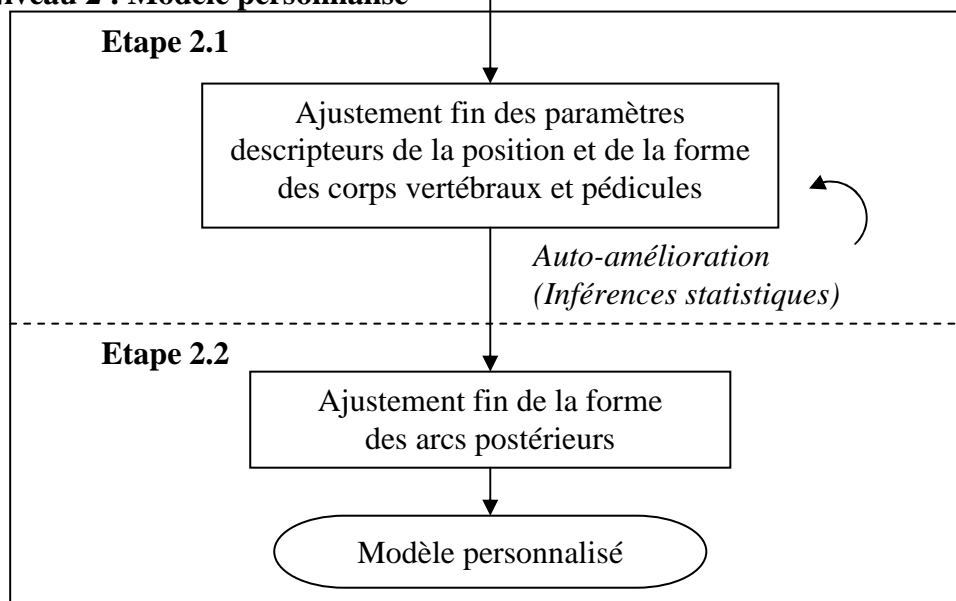 iveau 2 : Modèle personnalisé
Etape 2.1
Ajustement fin des paramètres
descripteurs de la position et de la forme
des corps vertébraux et pédicules
Auto-amélioration
(Inférences statistiques)
Etape 2.2
Ajustement fin de la forme
des arcs postérieurs
Modèle personnalisé